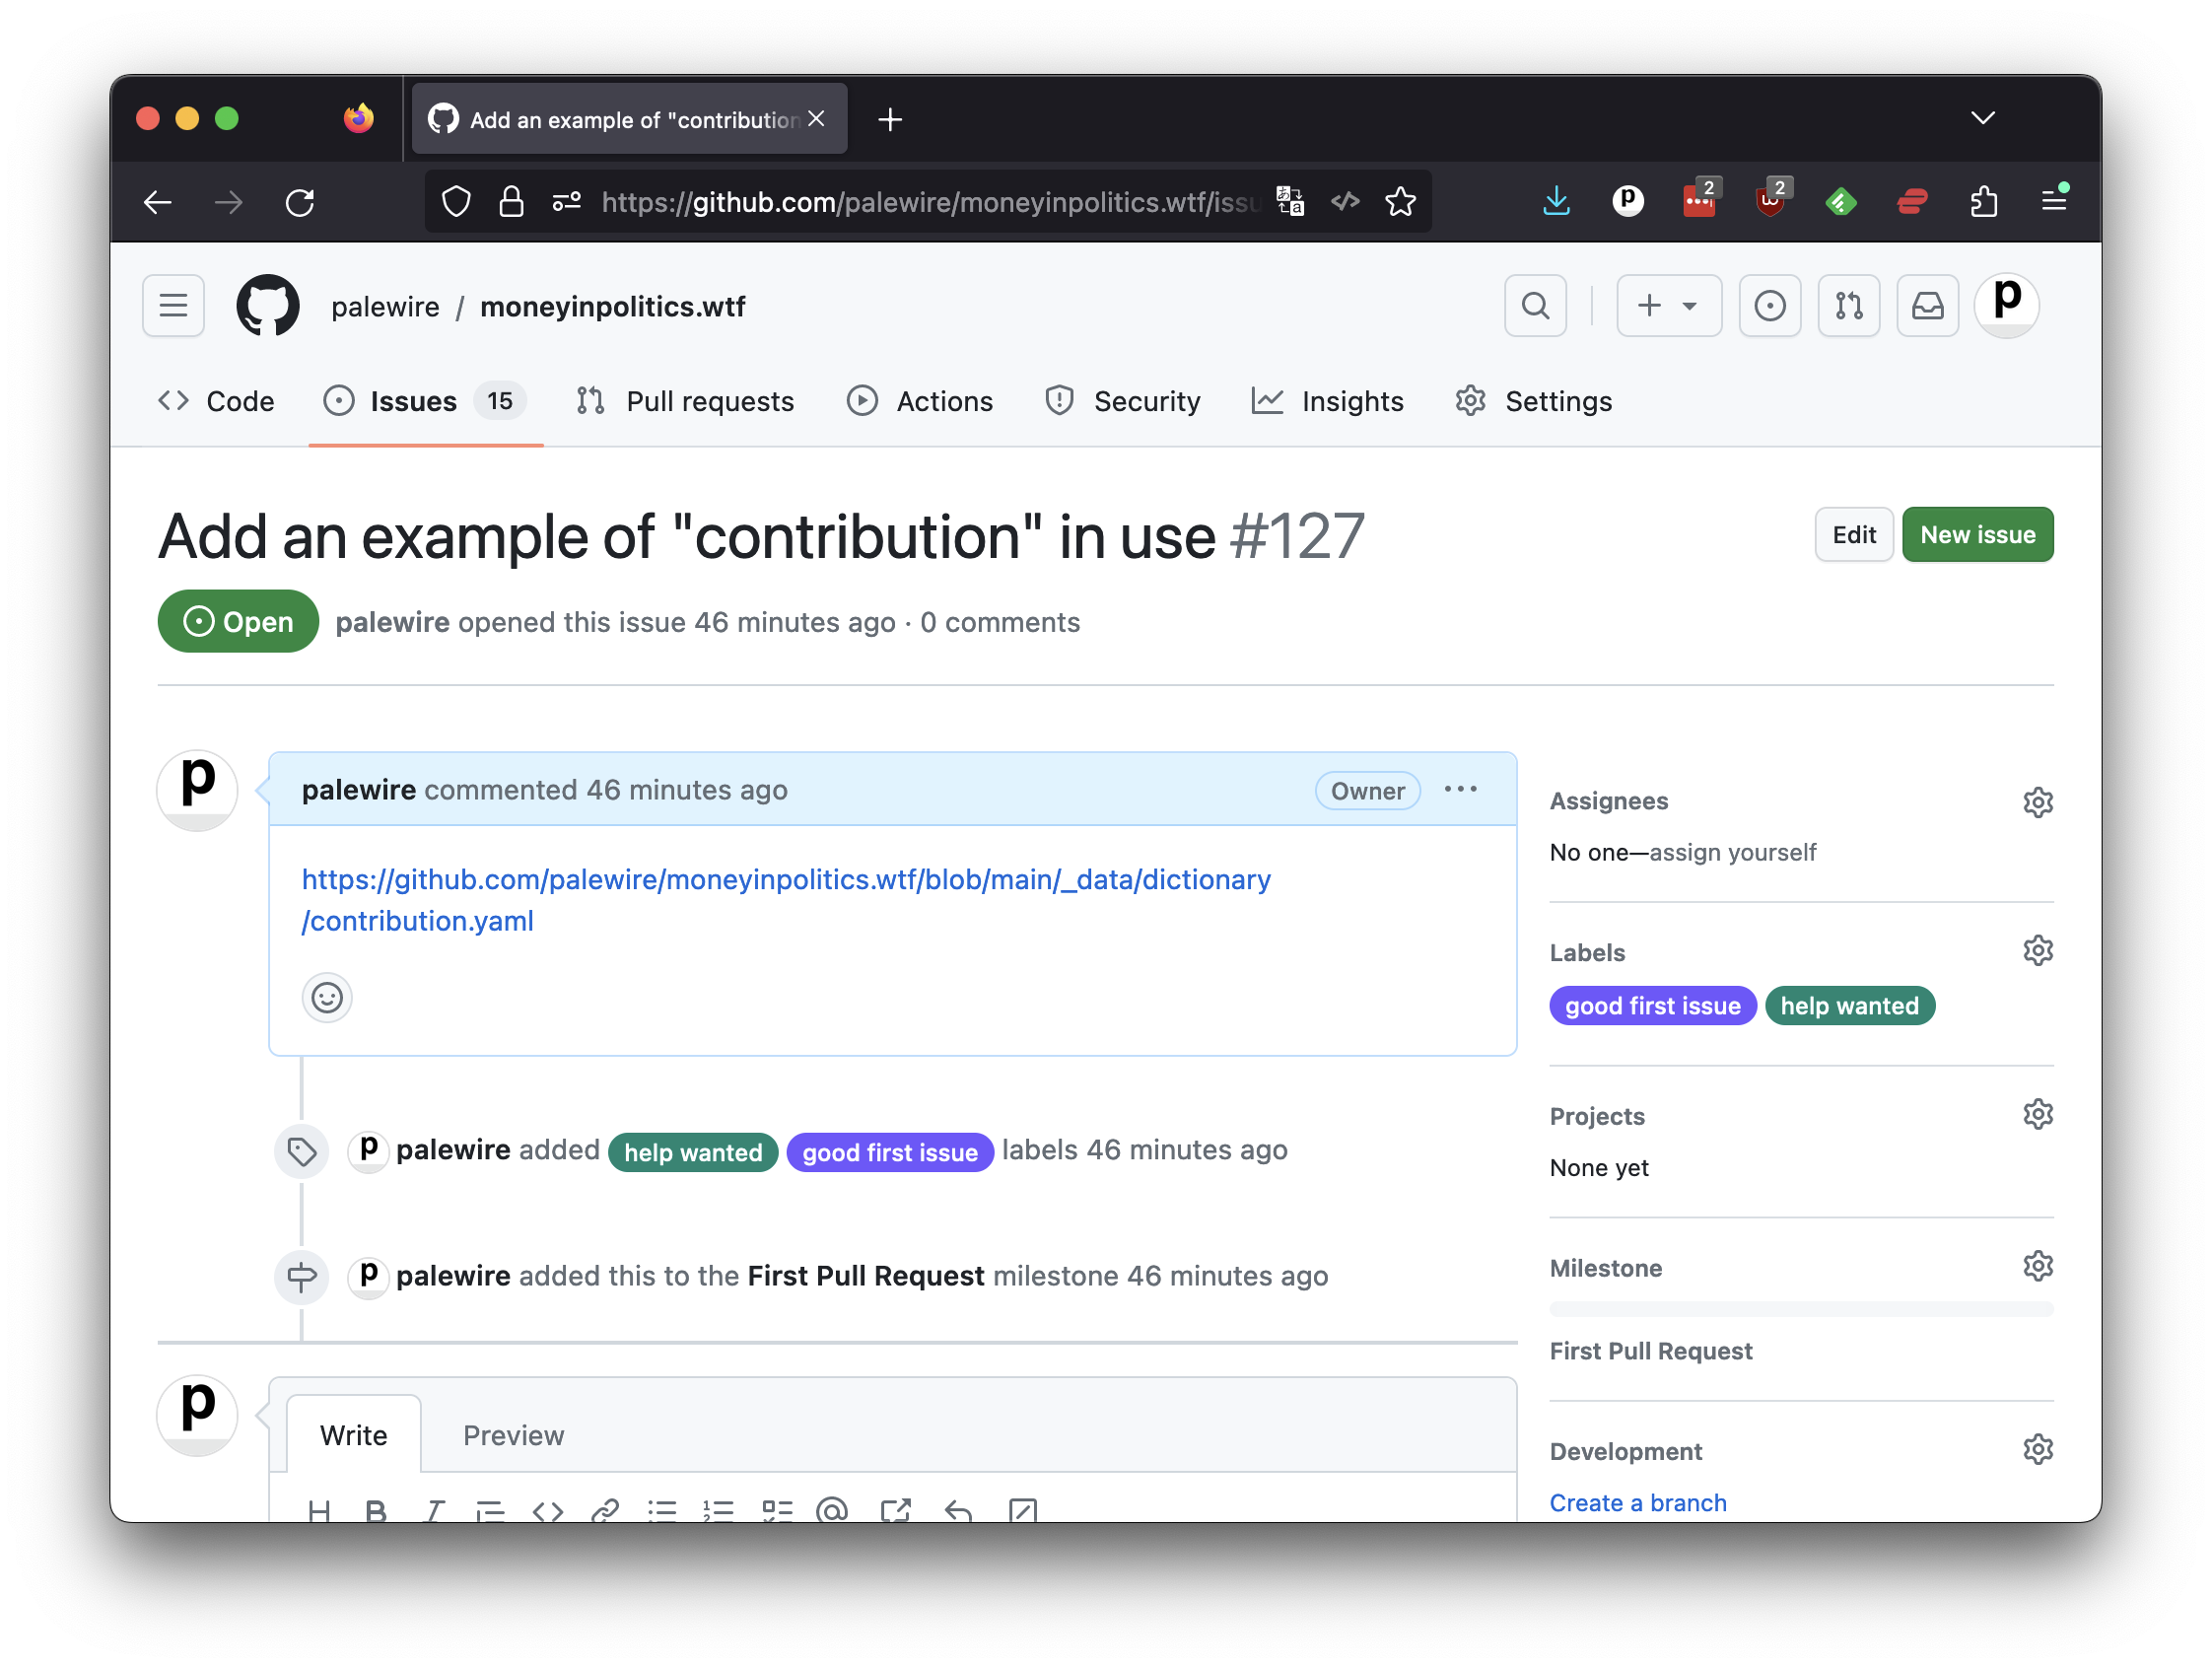 Add an example of "contribution
https://github.com/palewire/moneyinpolitics.wtf/issu
2
2
palewire / moneyinpolitics.wtf
p
Code Issues 15 Pull requests Actions Security Insights Settings
Add an example of "contribution" in use #127
Edit New issue
Open palewire opened this issue 46 minutes ago · 0 comments
p
palewire commented 46 minutes ago Owner
https://github.com/palewire/moneyinpolitics.wtf/blob/main/_data/dictionary
/contribution.yaml
p palewire added help wanted good first issue labels 46 minutes ago
p palewire added this to the First Pull Request milestone 46 minutes ago
p
Write Preview
Assignees
No one—assign yourself
Labels
good first issue help wanted
Projects
None yet
Milestone
First Pull Request
Development
Create a branch